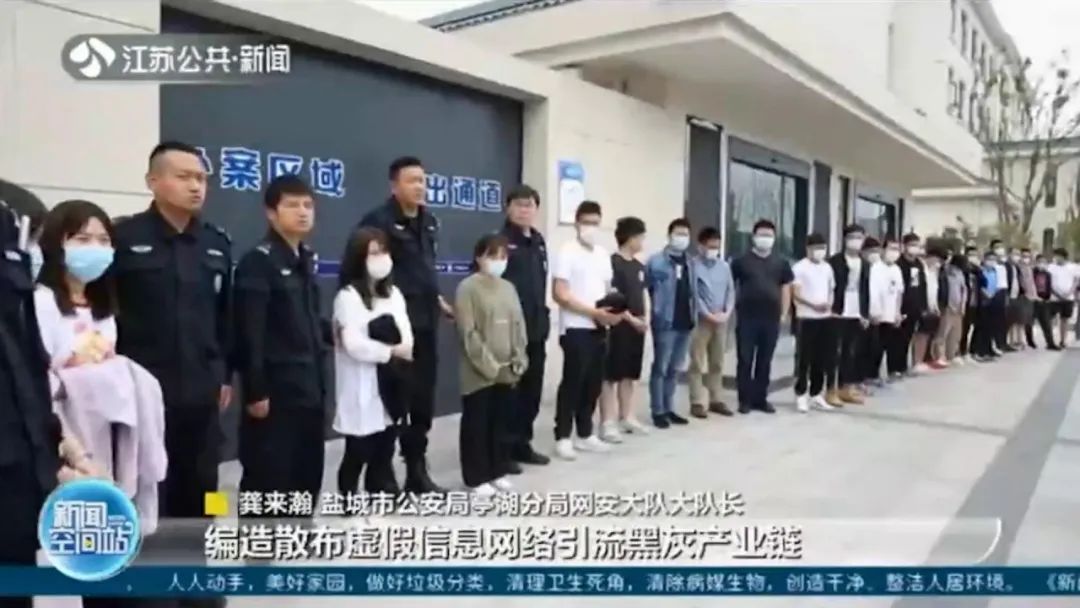 江苏公共·新闻
办案区域
出通道
龚来瀚 盐城市公安局亭湖分局网安大队大队长
编造散布虚假信息网络引流黑灰产业链
新闻
空间站
人人动手，美好家园，做好垃圾分类，清理卫生死角，清除病媒生物，创造干净、整洁人居环境。 《新